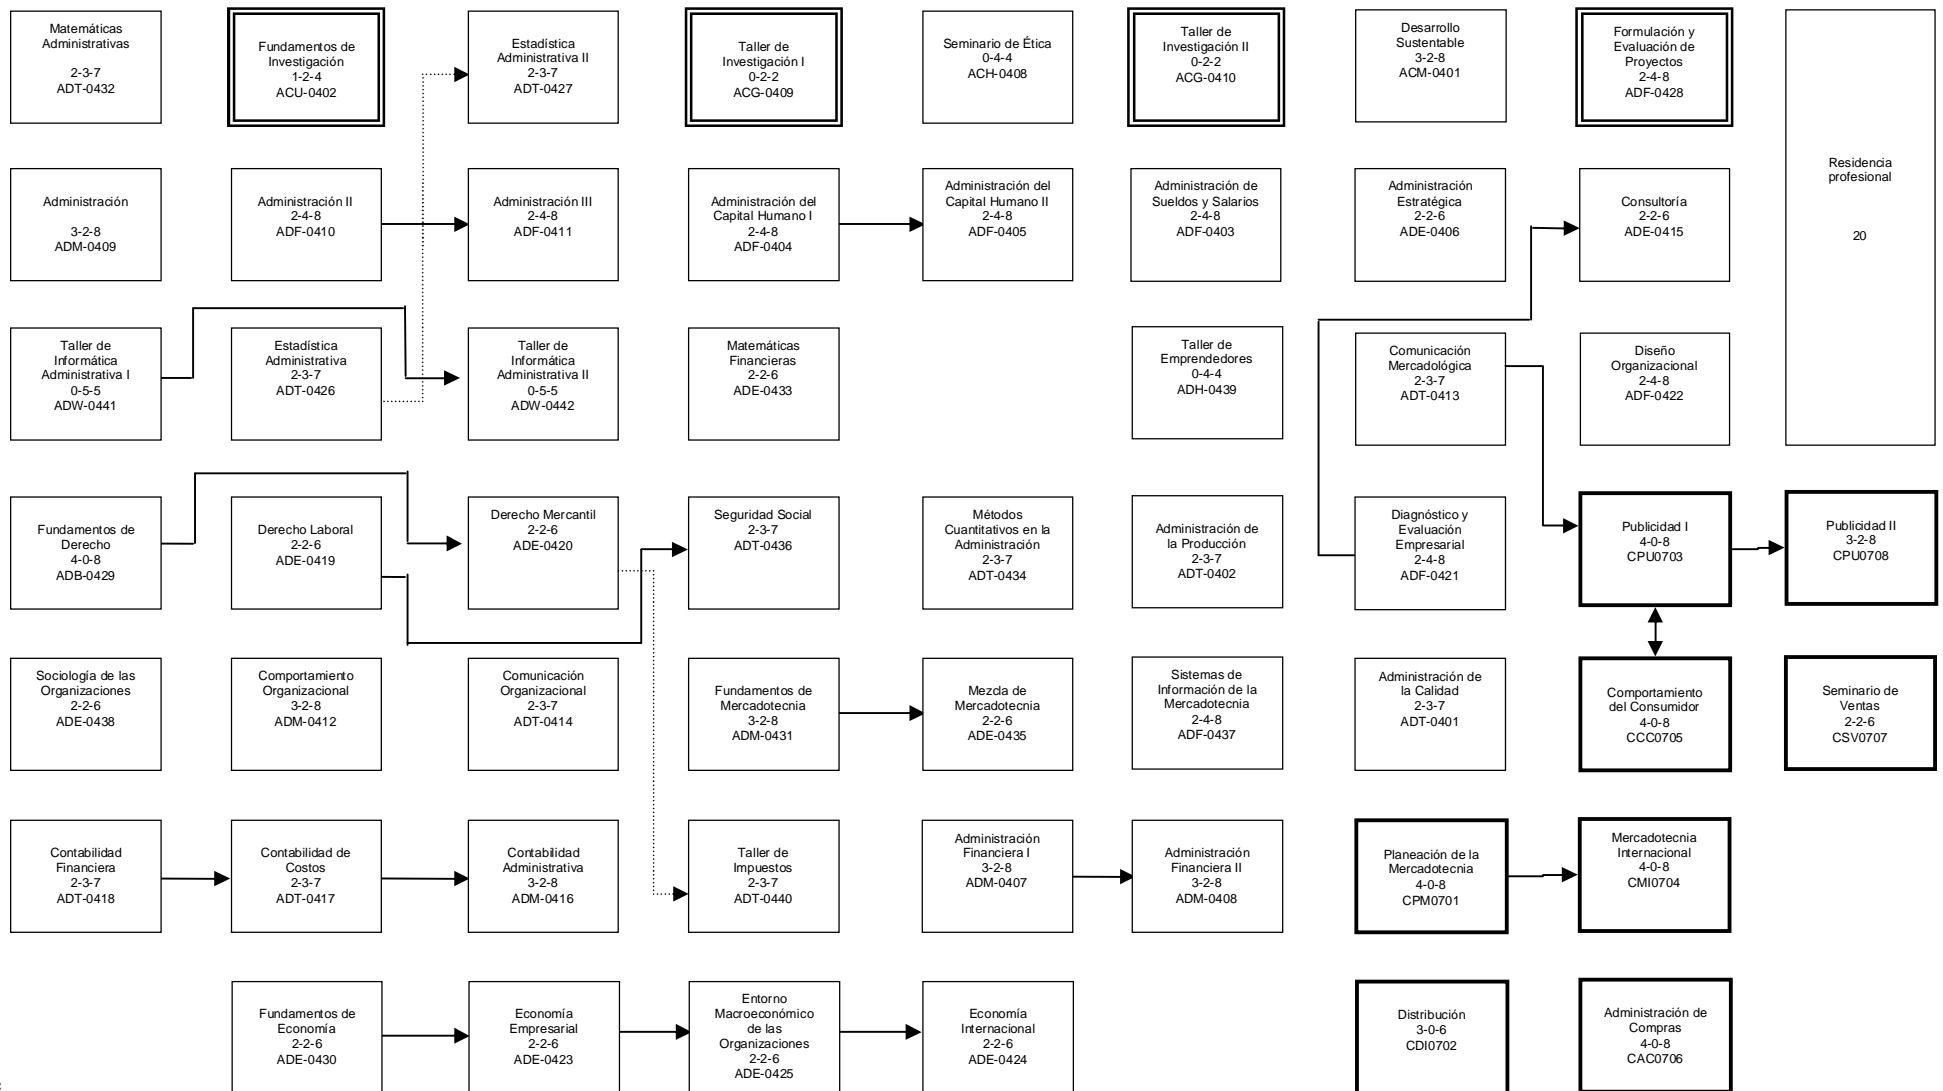 Matemáticas
Administrativas
2-3-7
ADT-0432
Fundamentos de
Investigación
1-2-4
ACU-0402
Estadística
Administrativa II
2-3-7
ADT-0427
Taller de
Investigación I
0-2-2
ACG-0409
Seminario de Ética
0-4-4
ACH-0408
Taller de
Investigación II
0-2-2
ACG-0410
Desarrollo
Sustentable
3-2-8
ACM-0401
Formulación y
Evaluación de
Proyectos
2-4-8
ADF-0428
Residencia
profesional
20
Administración
3-2-8
ADM-0409
Administración II
2-4-8
ADF-0410
Administración III
2-4-8
ADF-0411
Administración del
Capital Humano I
2-4-8
ADF-0404
Administración del
Capital Humano II
2-4-8
ADF-0405
Administración de
Sueldos y Salarios
2-4-8
ADF-0403
Administración
Estratégica
2-2-6
ADE-0406
Consultoría
2-2-6
ADE-0415
Taller de
Informática
Administrativa I
0-5-5
ADW-0441
Estadística
Administrativa
2-3-7
ADT-0426
Taller de
Informática
Administrativa II
0-5-5
ADW-0442
Matemáticas
Financieras
2-2-6
ADE-0433
Taller de
Emprendedores
0-4-4
ADH-0439
Comunicación
Mercadológica
2-3-7
ADT-0413
Diseño
Organizacional
2-4-8
ADF-0422
Fundamentos de
Derecho
4-0-8
ADB-0429
Derecho Laboral
2-2-6
ADE-0419
Derecho Mercantil
2-2-6
ADE-0420
Seguridad Social
2-3-7
ADT-0436
Métodos
Cuantitativos en la
Administración
2-3-7
ADT-0434
Administración de
la Producción
2-3-7
ADT-0402
Diagnóstico y
Evaluación
Empresarial
2-4-8
ADF-0421
Publicidad I
4-0-8
CPU0703
Publicidad II
3-2-8
CPU0708
Sociología de las
Organizaciones
2-2-6
ADE-0438
Comportamiento
Organizacional
3-2-8
ADM-0412
Comunicación
Organizacional
2-3-7
ADT-0414
Fundamentos de
Mercadotecnia
3-2-8
ADM-0431
Mezcla de
Mercadotecnia
2-2-6
ADE-0435
Sistemas de
Información de la
Mercadotecnia
2-4-8
ADF-0437
Administración de
la Calidad
2-3-7
ADT-0401
Comportamiento
del Consumidor
4-0-8
CCC0705
Seminario de
Ventas
2-2-6
CSV0707
Contabilidad
Financiera
2-3-7
ADT-0418
Contabilidad de
Costos
2-3-7
ADT-0417
Contabilidad
Administrativa
3-2-8
ADM-0416
Taller de
Impuestos
2-3-7
ADT-0440
Administración
Financiera I
3-2-8
ADM-0407
Administración
Financiera II
3-2-8
ADM-0408
Planeación de la
Mercadotecnia
4-0-8
CPM0701
Mercadotecnia
Internacional
4-0-8
CMI0704
Fundamentos de
Economía
2-2-6
ADE-0430
Economía
Empresarial
2-2-6
ADE-0423
Entorno
Macroeconómico
de las
Organizaciones
2-2-6
ADE-0425
Economía
Internacional
2-2-6
ADE-0424
Distribución
3-0-6
CDI0702
Administración de
Compras
4-0-8
CAC0706